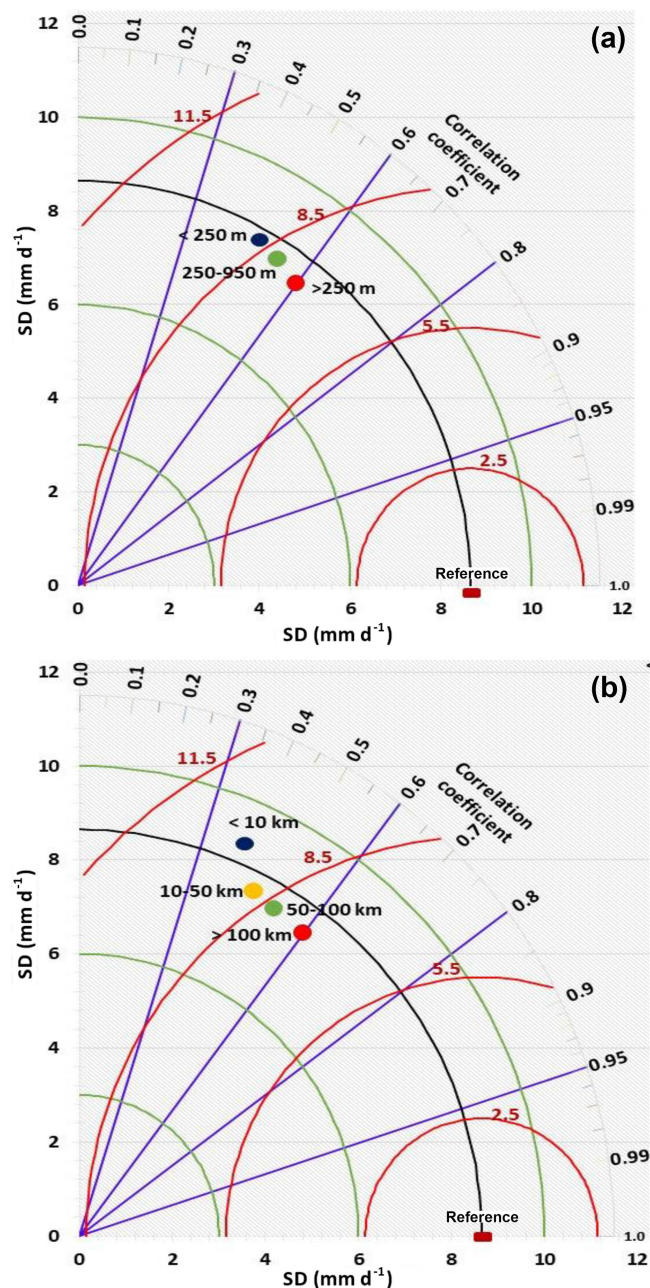 (a)
12
10
8
6
4
2
0
SD (mm d⁻¹)
0.0
0.1
0.2
0.3
0.4
0.5
0.6
0.7
0.8
0.9
0.95
0.99
1.0
Correlation
coefficient
11.5
8.5
5.5
2.5
< 250 m
250-950 m
>250 m
Reference
0 2 4 6 8 10 12
SD (mm d⁻¹)
(b)
12
10
8
6
4
2
0
SD (mm d⁻¹)
0.0
0.1
0.2
0.3
0.4
0.5
0.6
0.7
0.8
0.9
0.95
0.99
1.0
Correlation
coefficient
11.5
8.5
5.5
2.5
< 10 km
10-50 km
50-100 km
> 100 km
Reference
0 2 4 6 8 10 12
SD (mm d⁻¹)